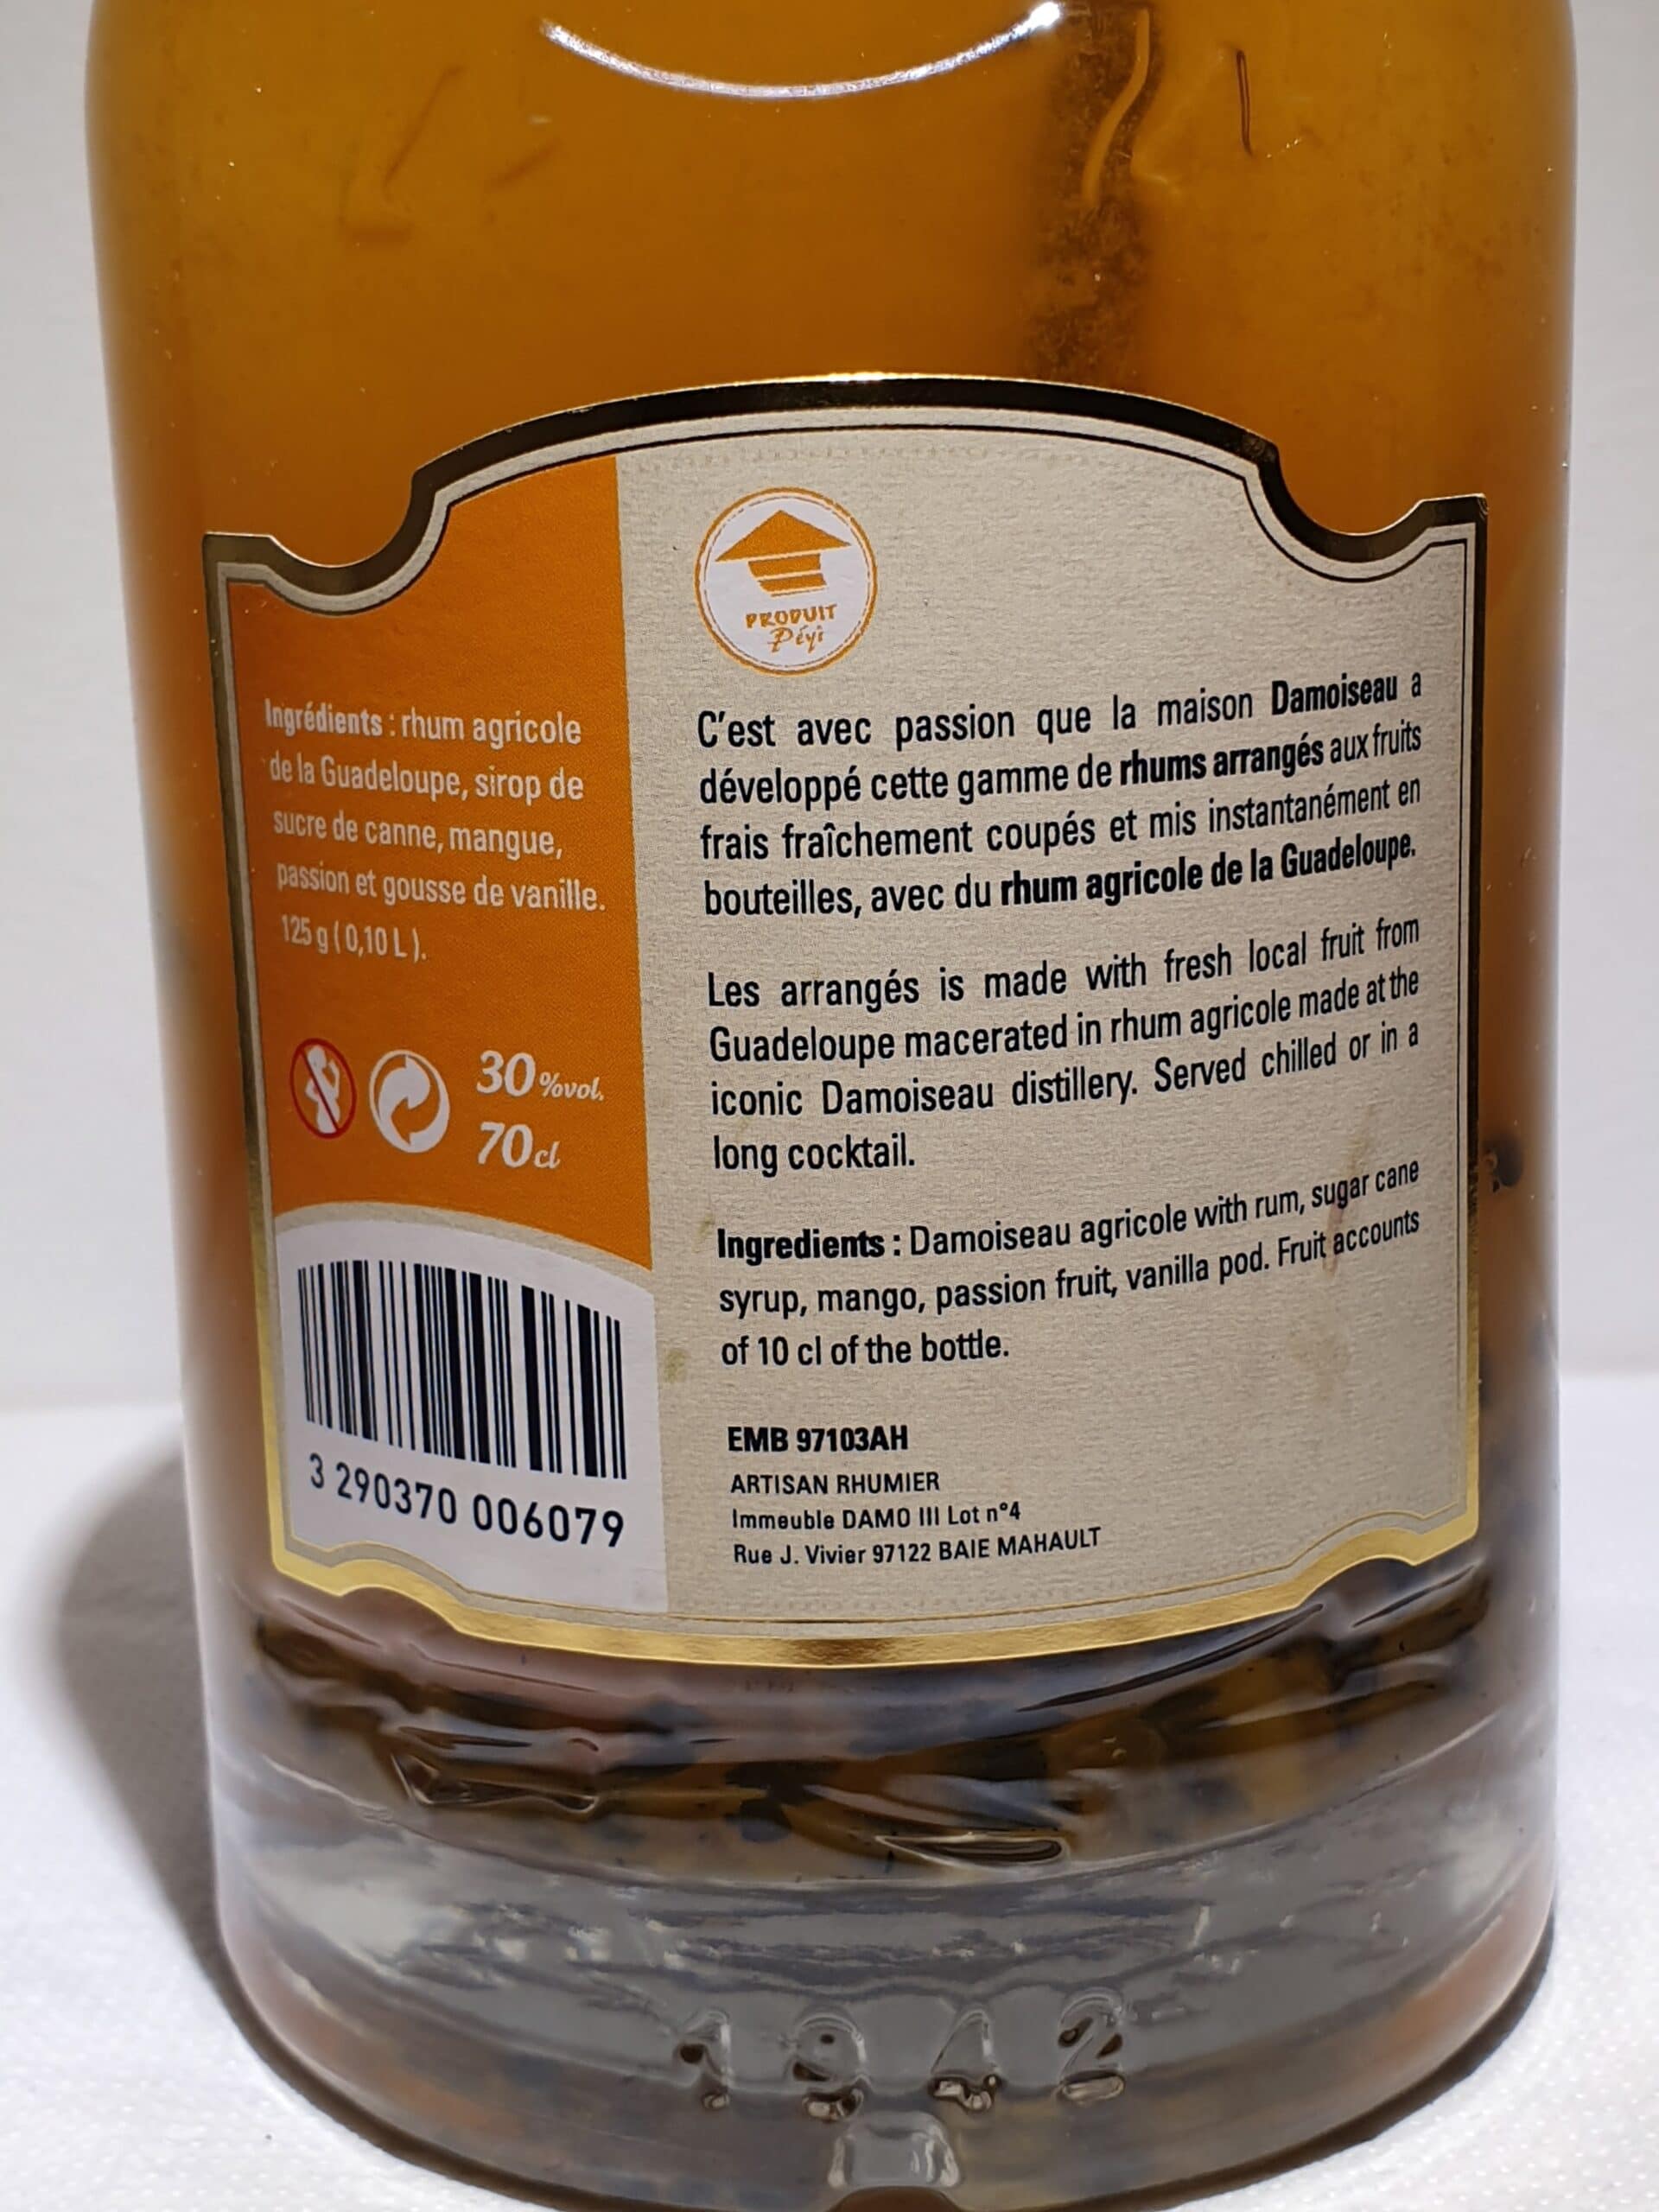 PRODUIT
Péyi
Ingrédients : rhum agricole
de la Guadeloupe, sirop de
sucre de canne, mangue,
passion et gousse de vanille.
125 g ( 0,10 L ).
30 %vol.
70 cl
3 290370 006079
C'est avec passion que la maison Damoiseau a
développé cette gamme de rhums arrangés aux fruits
frais fraîchement coupés et mis instantanément en
bouteilles, avec du rhum agricole de la Guadeloupe.
Les arrangés is made with fresh local fruit from
Guadeloupe macerated in rhum agricole made at the
iconic Damoiseau distillery. Served chilled or in a
long cocktail.
Ingredients : Damoiseau agricole with rum, sugar cane
syrup, mango, passion fruit, vanilla pod. Fruit accounts
of 10 cl of the bottle.
EMB 97103AH
ARTISAN RHUMIER
Immeuble DAMO III Lot n°4
Rue J. Vivier 97122 BAIE MAHAULT
1942